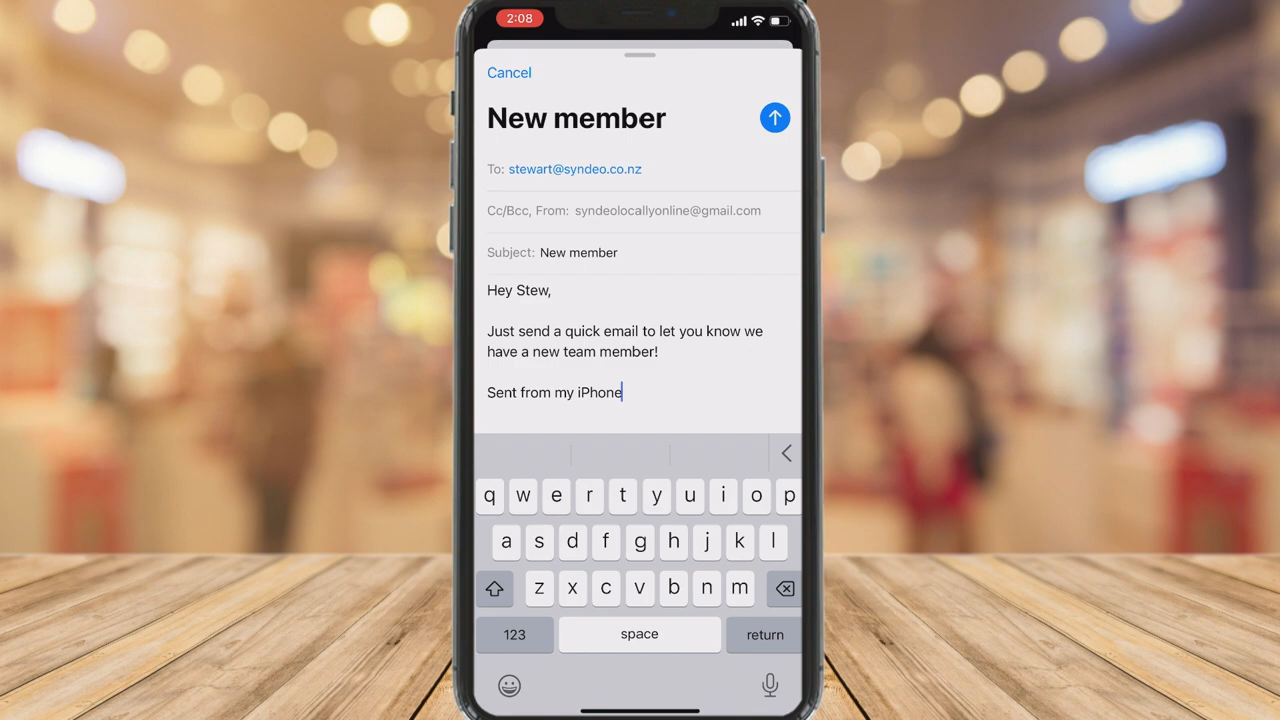 2:08
Cancel
New member
To: stewart@syndeo.co.nz
Cc/Bcc, From: syndeolocallyonline@gmail.com
Subject: New member
Hey Stew,
Just send a quick email to let you know we
have a new team member!
Sent from my iPhone
q w e r t y u i o p
a s d f g h j k l
z x c v b n m
123 space return